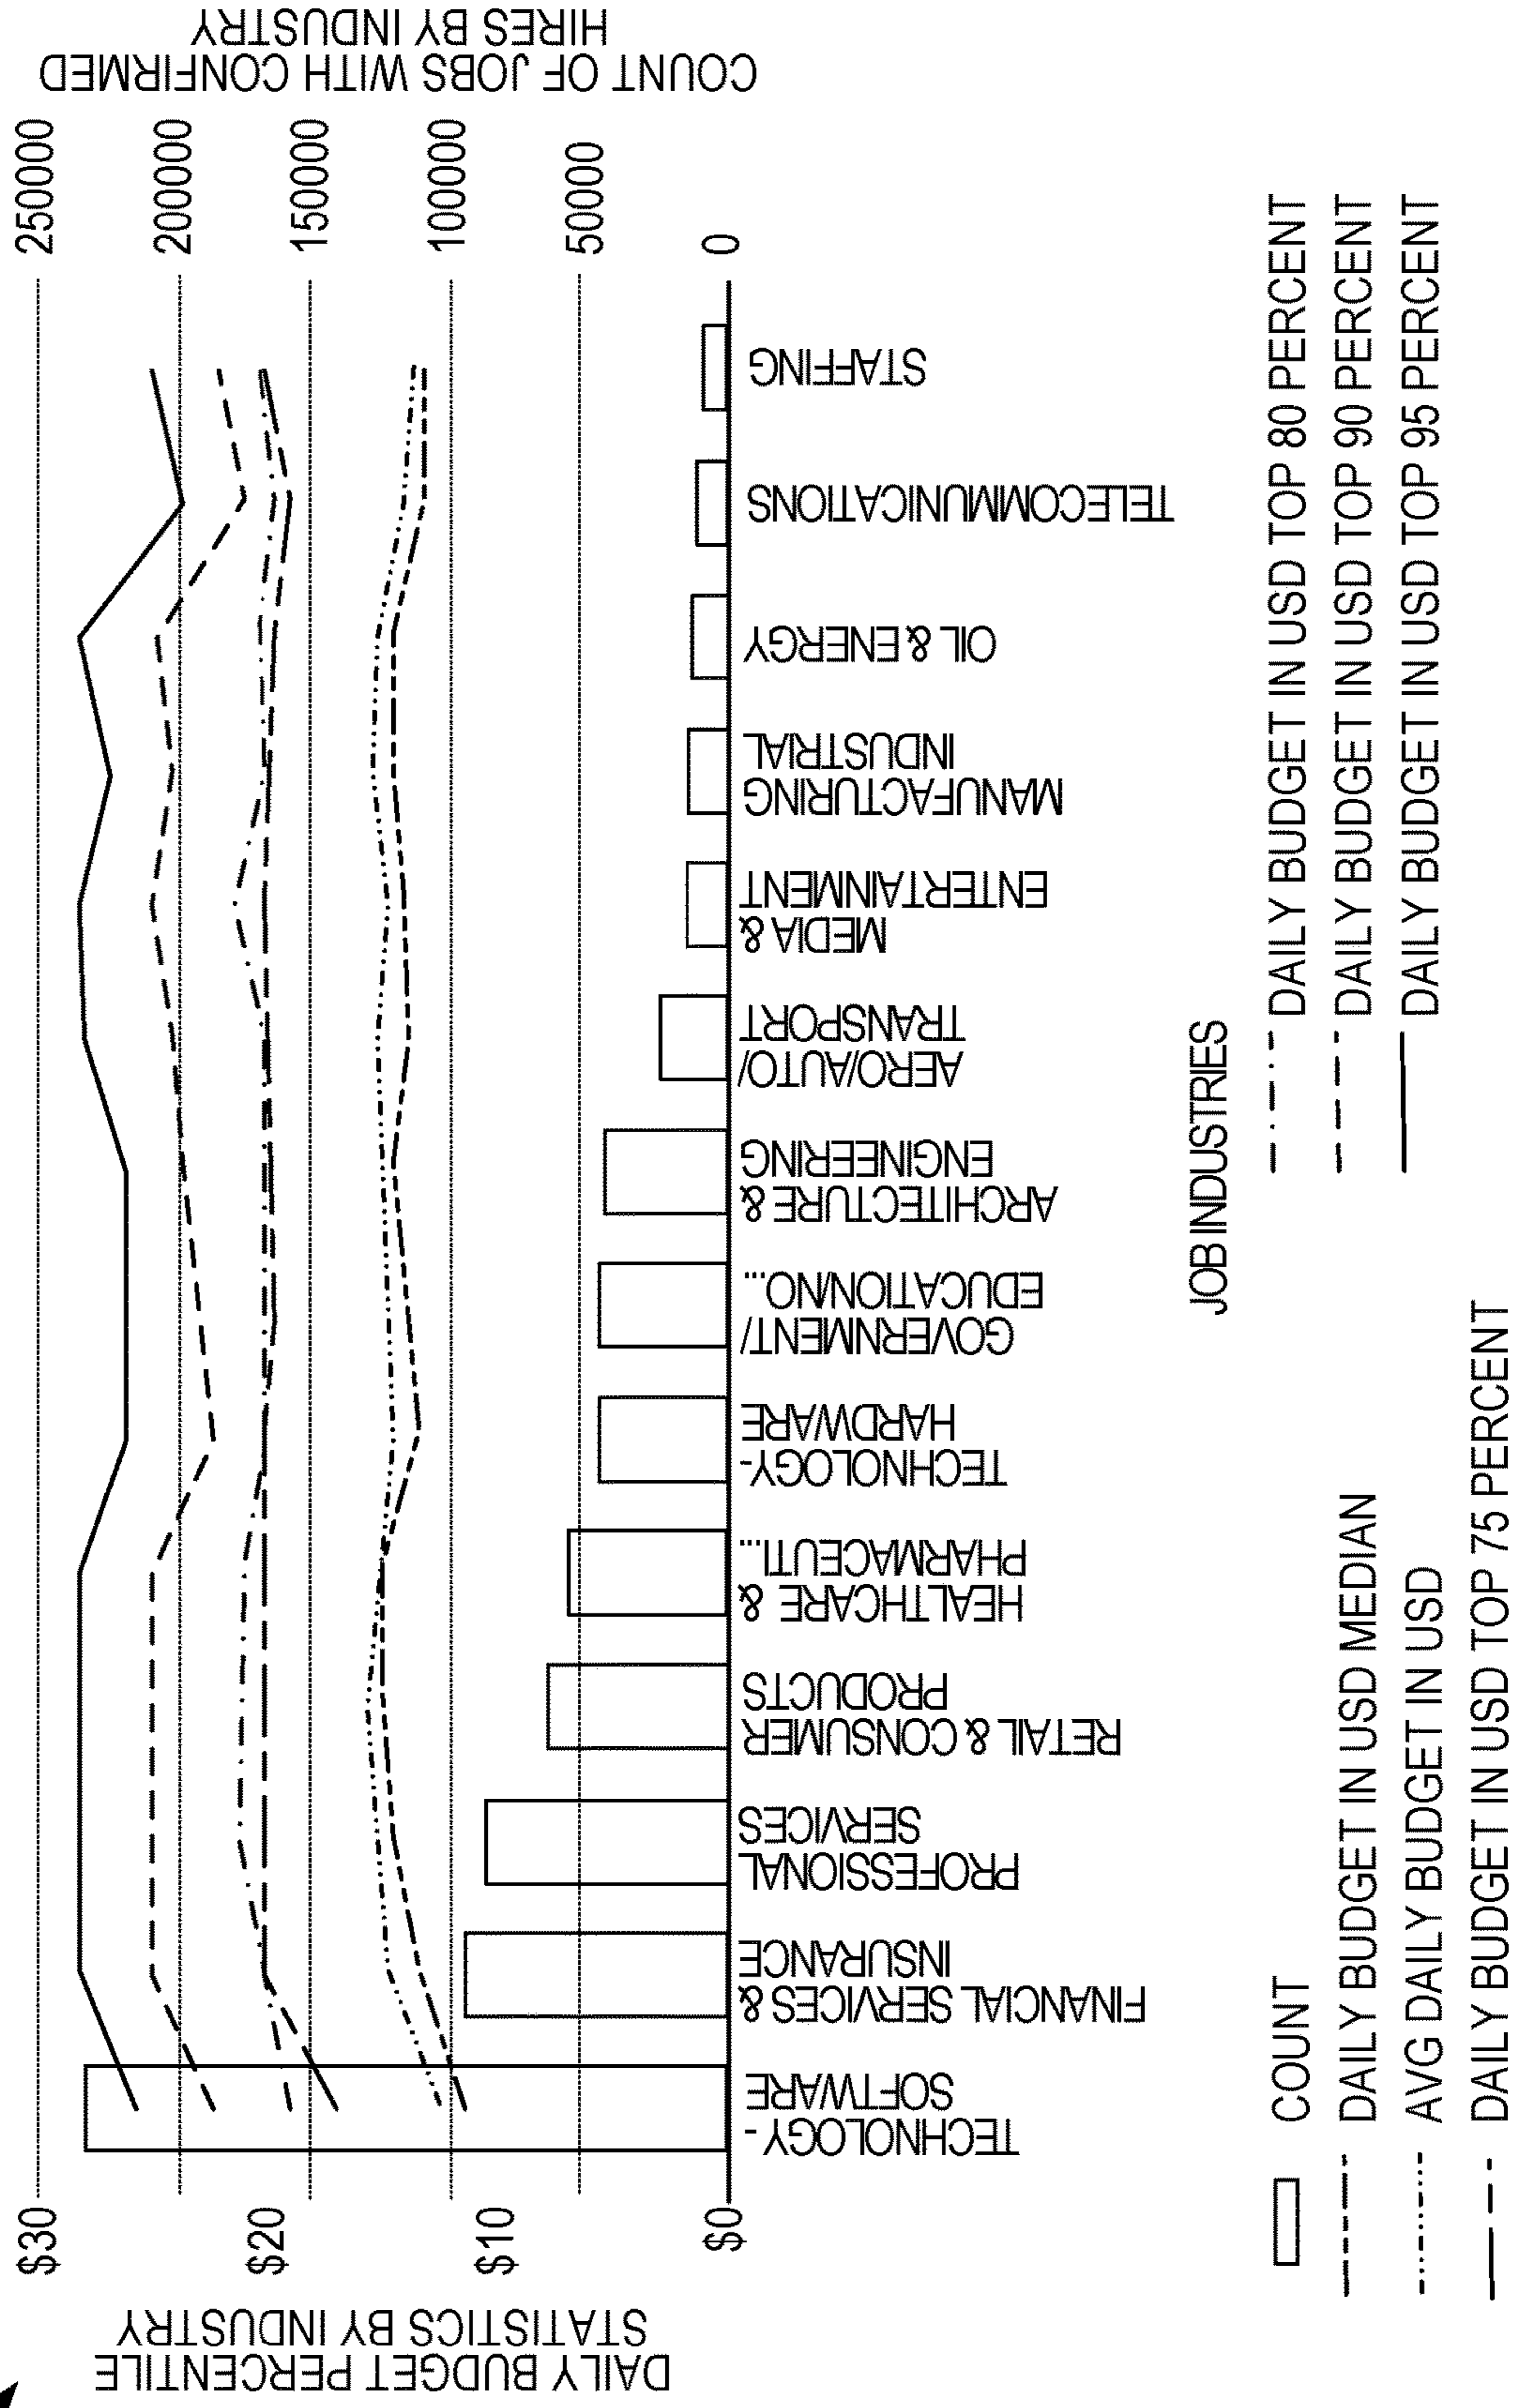 DAILY BUDGET PERCENTILE
STATISTICS BY INDUSTRY
$30
$20
$10
$0
250000
200000
150000
100000
50000
0
COUNT OF JOBS WITH CONFIRMED
HIRES BY INDUSTRY
TECHNOLOGY-
SOFTWARE
FINANCIAL SERVICES &
INSURANCE
PROFESSIONAL
SERVICES
RETAIL & CONSUMER
PRODUCTS
HEALTHCARE &
PHARMACEUTI...
TECHNOLOGY-
HARDWARE
GOVERNMENT/
EDUCATION/NO...
ARCHITECTURE &
ENGINEERING
AERO/AUTO/
TRANSPORT
MEDIA &
ENTERTAINMENT
MANUFACTURING
INDUSTRIAL
OIL & ENERGY
TELECOMMUNICATIONS
STAFFING
JOB INDUSTRIES
COUNT
DAILY BUDGET IN USD MEDIAN
AVG DAILY BUDGET IN USD
DAILY BUDGET IN USD TOP 75 PERCENT
DAILY BUDGET IN USD TOP 80 PERCENT
DAILY BUDGET IN USD TOP 90 PERCENT
DAILY BUDGET IN USD TOP 95 PERCENT